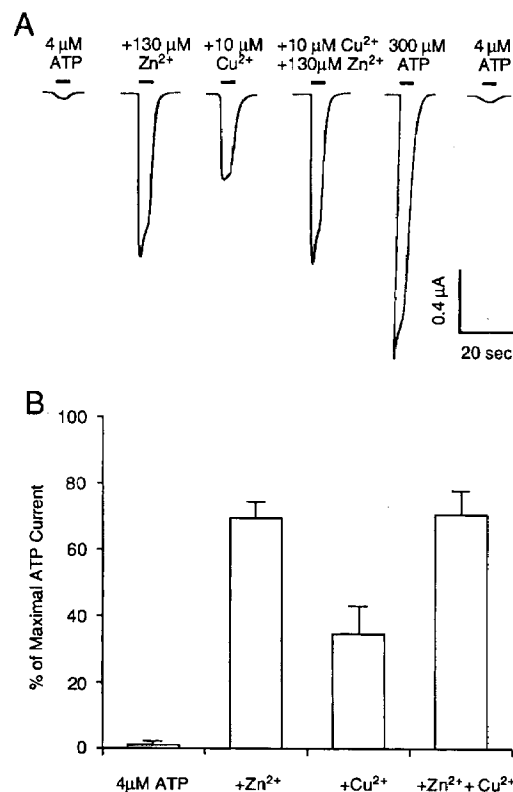 A
4 µM +130 µM +10 µM +10 µM Cu²⁺ 300 µM 4 µM
ATP Zn²⁺ Cu²⁺ +130µM Zn²⁺ ATP ATP
0.4 µA
20 sec
B
% of Maximal ATP Current
100
80
60
40
20
0
4µM ATP +Zn²⁺ +Cu²⁺ +Zn²⁺+Cu²⁺